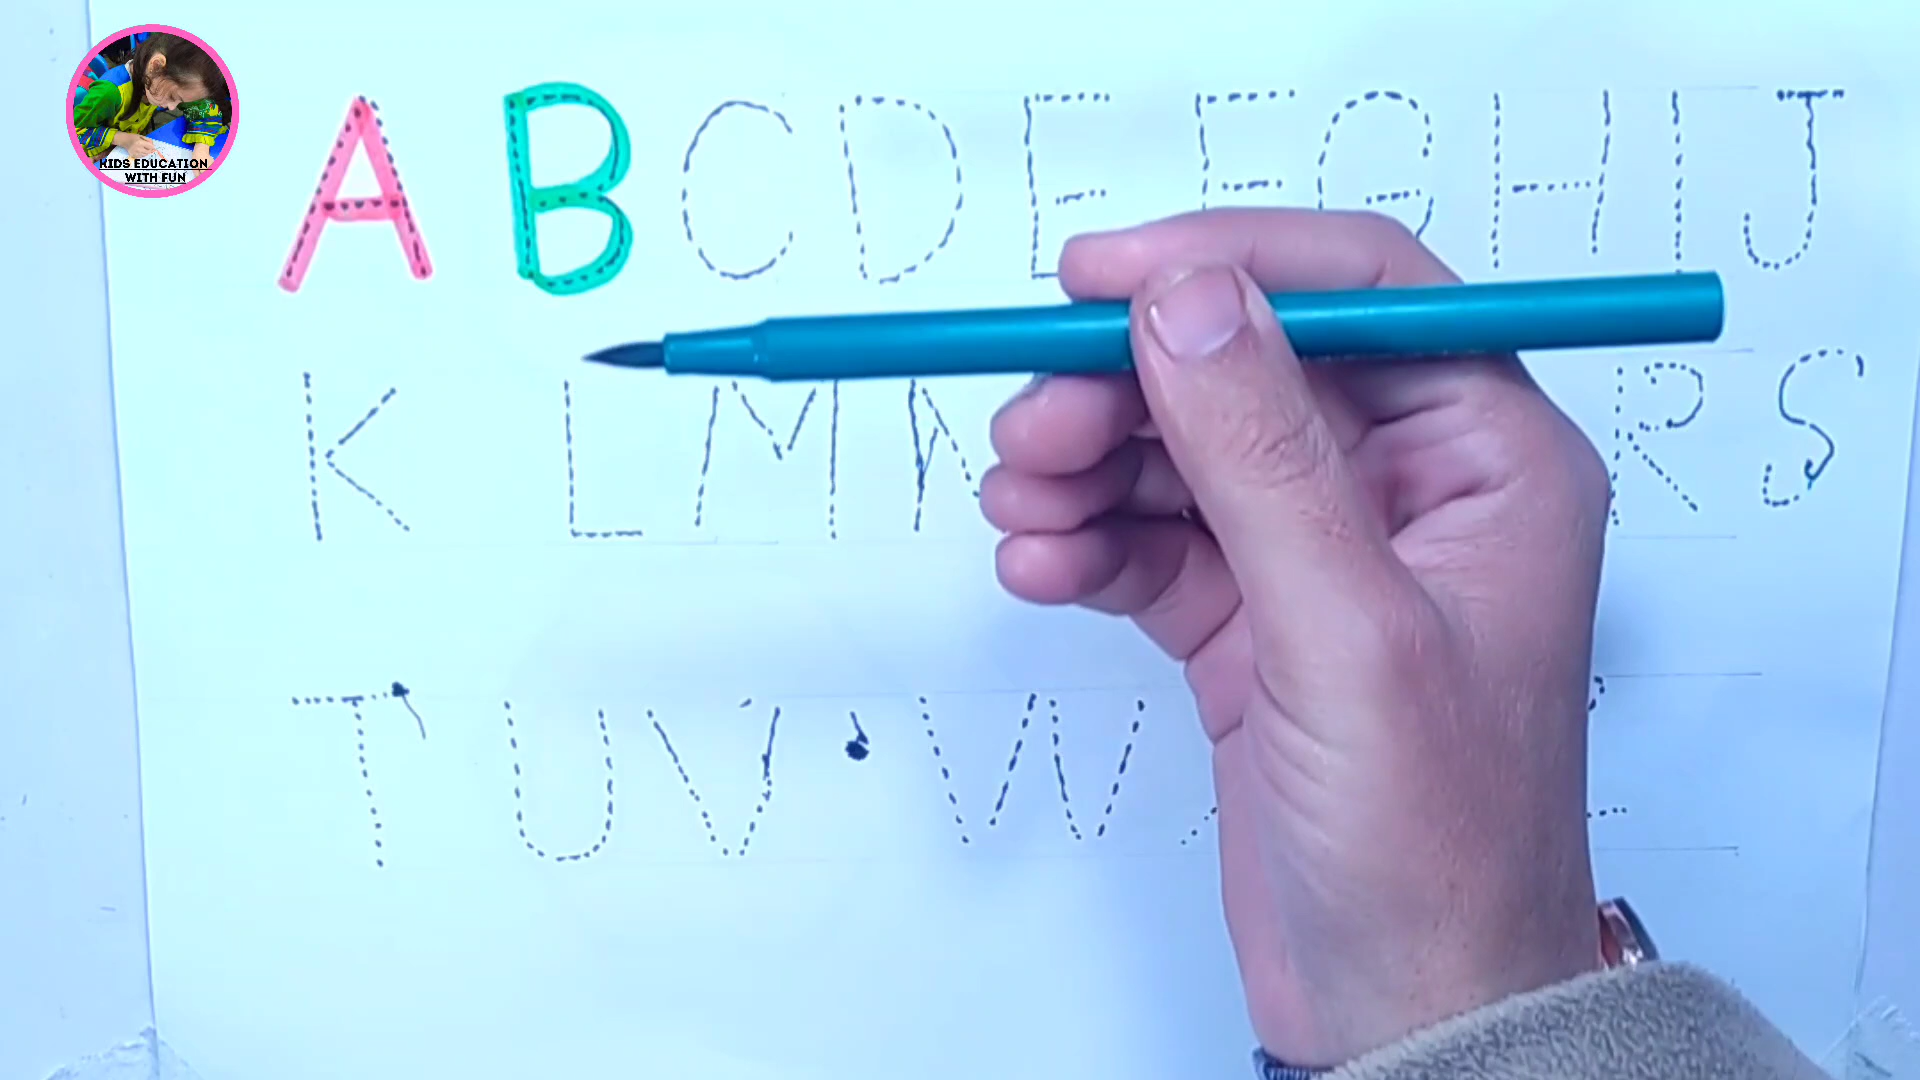 KIDS EDUCATION
WITH FUN
A B C D E F G H I J
K L M N R S
T U V W